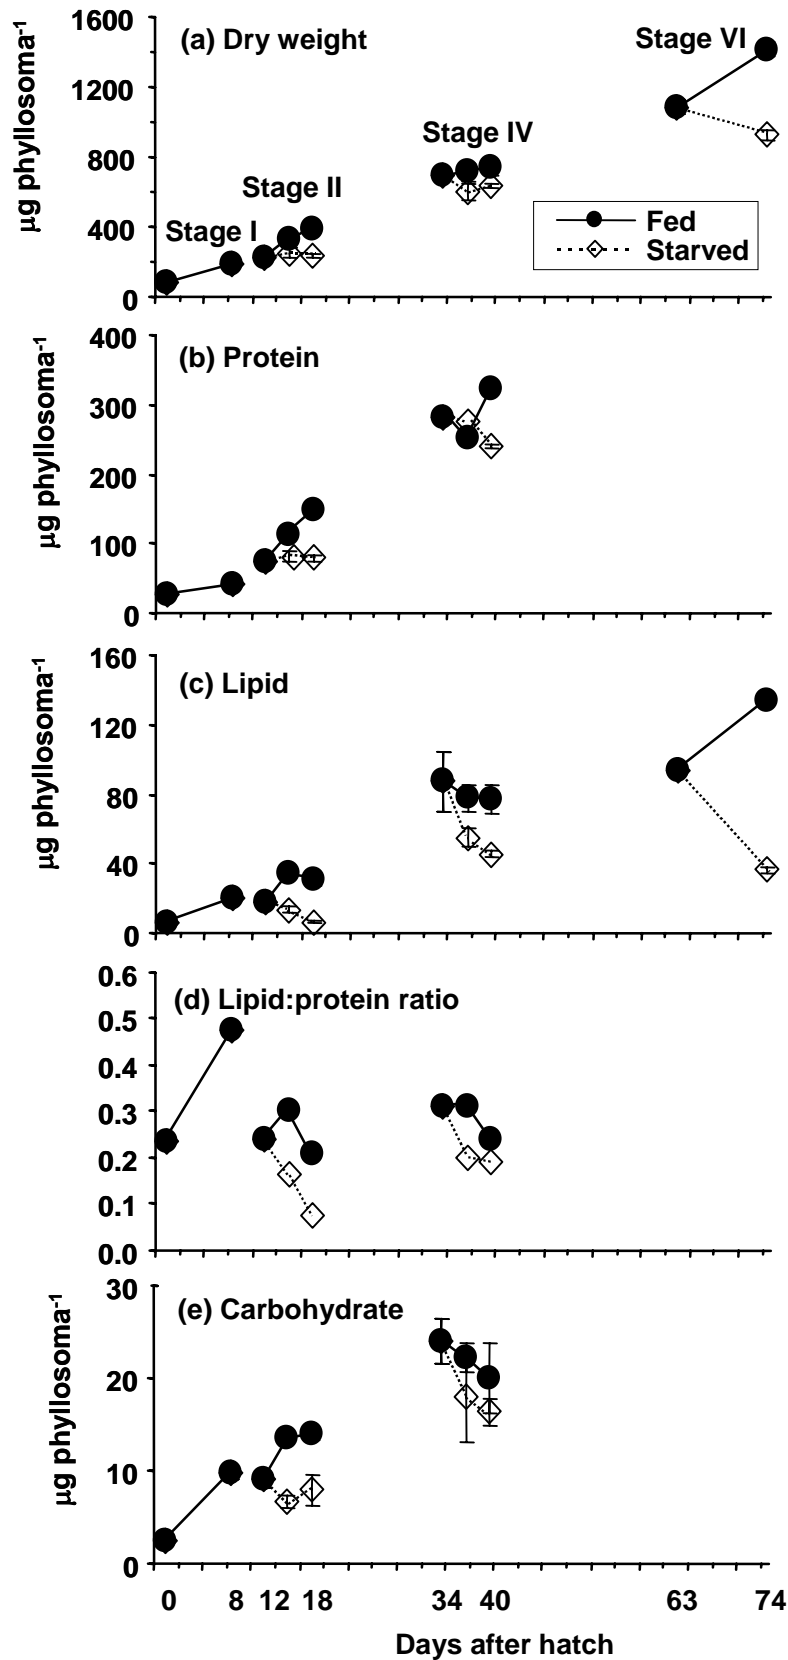 1600
(a) Dry weight
Stage VI
1200
Stage IV
800
Stage II
Stage I
400
0
µg phyllosoma-1
Fed
Starved
400
(b) Protein
300
200
100
0
µg phyllosoma-1
160
(c) Lipid
120
80
40
0
µg phyllosoma-1
0.6
(d) Lipid:protein ratio
0.5
0.4
0.3
0.2
0.1
0.0
30
(e) Carbohydrate
20
10
0
µg phyllosoma-1
0 8 12 18 34 40 63 74
Days after hatch